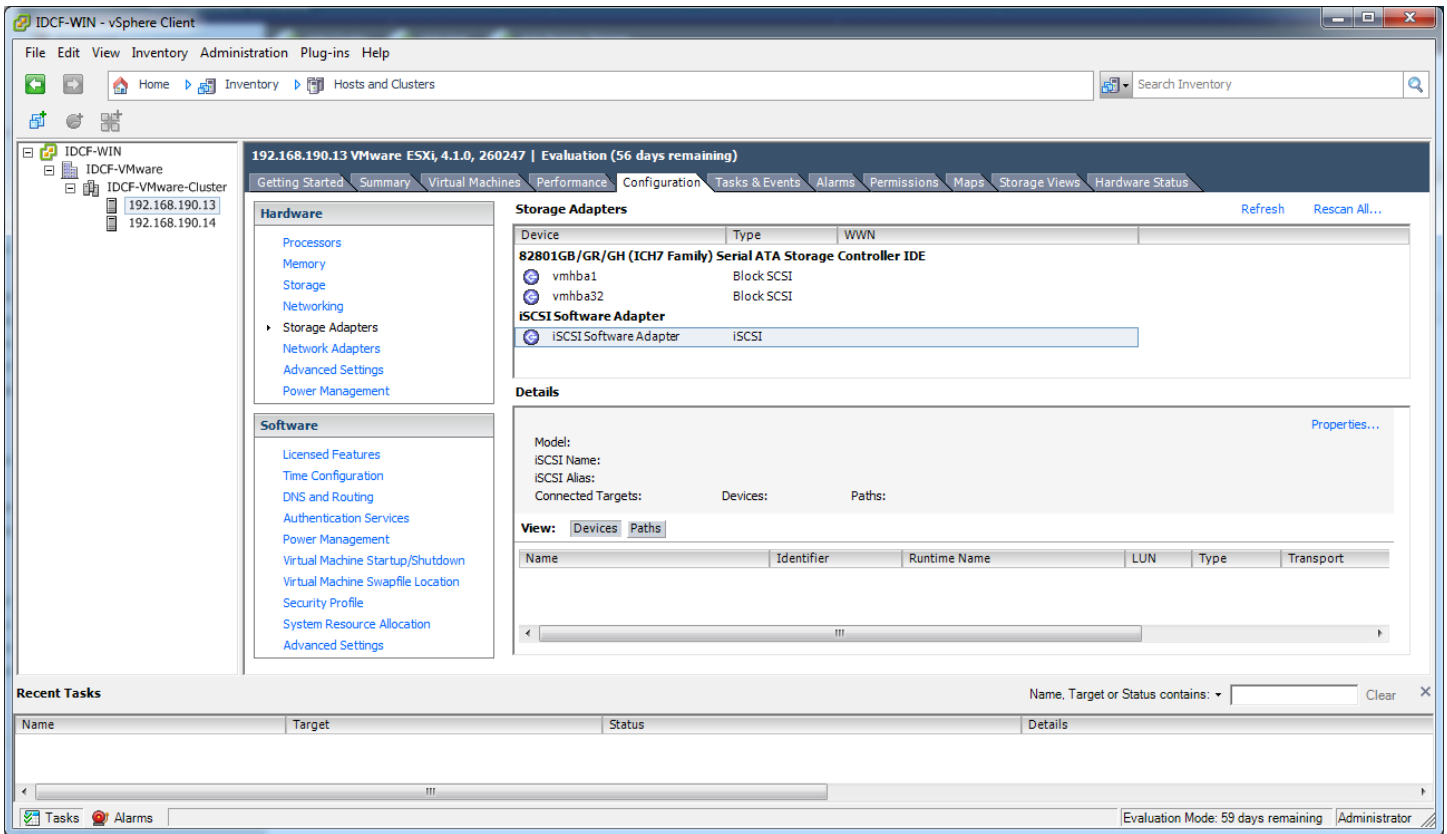 IDCF-WIN - vSphere Client
File Edit View Inventory Administration Plug-ins Help
Home Inventory Hosts and Clusters
Search Inventory
IDCF-WIN
IDCF-VMware
IDCF-VMware-Cluster
192.168.190.13
192.168.190.14
192.168.190.13 VMware ESXi, 4.1.0, 260247 | Evaluation (56 days remaining)
Getting Started Summary Virtual Machines Performance Configuration Tasks & Events Alarms Permissions Maps Storage Views Hardware Status
Hardware
Processors
Memory
Storage
Networking
Storage Adapters
Network Adapters
Advanced Settings
Power Management
Software
Licensed Features
Time Configuration
DNS and Routing
Authentication Services
Power Management
Virtual Machine Startup/Shutdown
Virtual Machine Swapfile Location
Security Profile
System Resource Allocation
Advanced Settings
Storage Adapters Refresh Rescan All...
Device Type WWN
82801GB/GR/GH (ICH7 Family) Serial ATA Storage Controller IDE
vmhba1 Block SCSI
vmhba32 Block SCSI
iSCSI Software Adapter
iSCSI Software Adapter iSCSI
Details
Properties...
Model:
iSCSI Name:
iSCSI Alias:
Connected Targets: Devices: Paths:
View: Devices Paths
Name Identifier Runtime Name LUN Type Transport
Recent Tasks Name, Target or Status contains: Clear
Name Target Status Details
Tasks Alarms Evaluation Mode: 59 days remaining Administrator